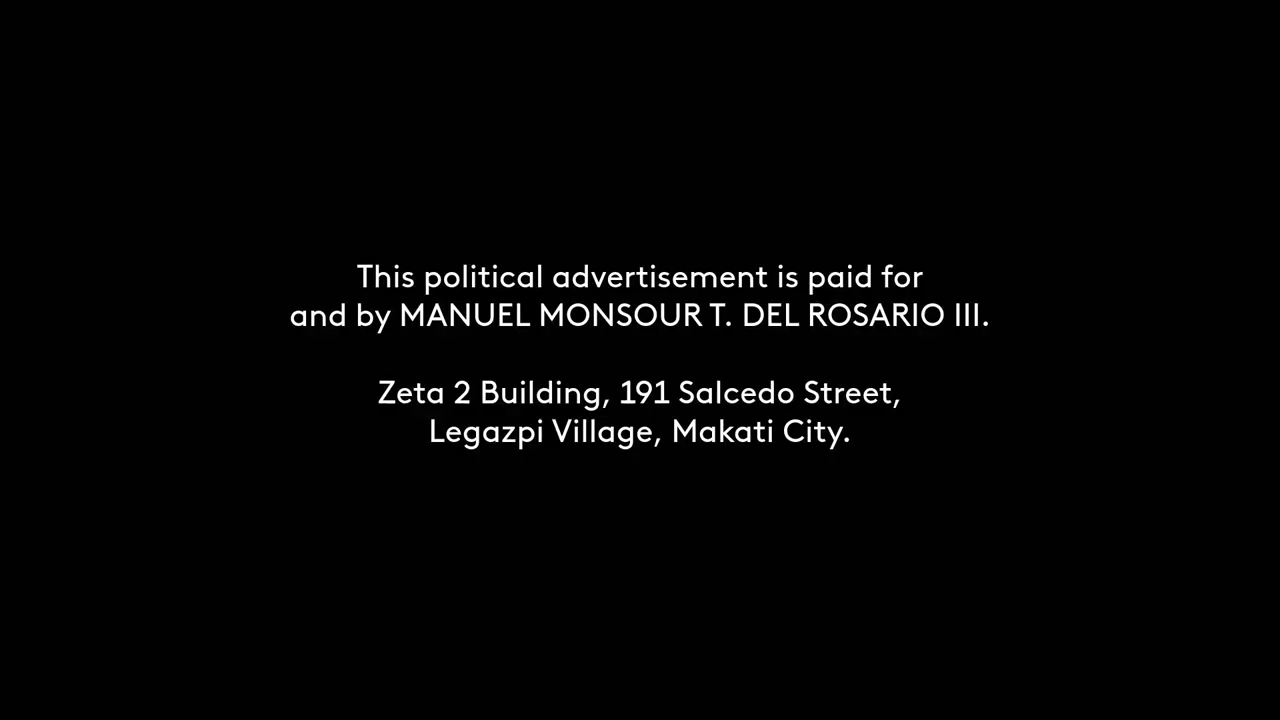 This political advertisement is paid for
and by MANUEL MONSOUR T. DEL ROSARIO III.
Zeta 2 Building, 191 Salcedo Street,
Legazpi Village, Makati City.